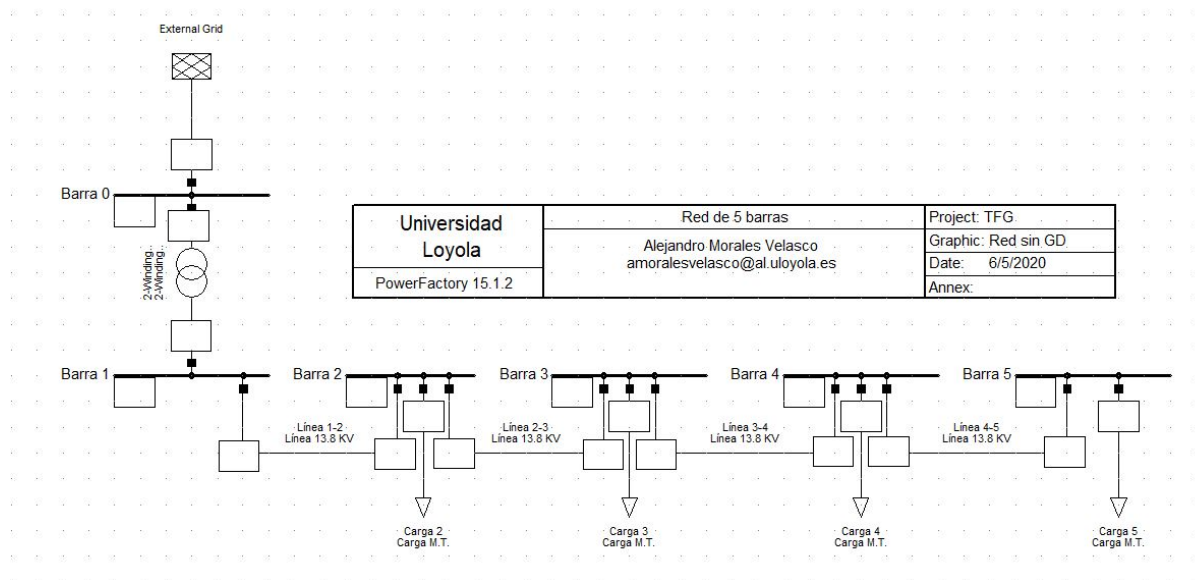 External Grid
Barra 0
2-Winding..
2-Winding..
Universidad
Loyola
PowerFactory 15.1.2
Red de 5 barras
Alejandro Morales Velasco
amoralesvelasco@al.uloyola.es
Project: TFG
Graphic: Red sin GD
Date: 6/5/2020
Annex:
Barra 1
Barra 2
Barra 3
Barra 4
Barra 5
Línea 1-2
Línea 13.8 KV
Línea 2-3
Línea 13.8 KV
Línea 3-4
Línea 13.8 KV
Línea 4-5
Línea 13.8 KV
Carga 2
Carga M.T.
Carga 3
Carga M.T.
Carga 4
Carga M.T.
Carga 5
Carga M.T.